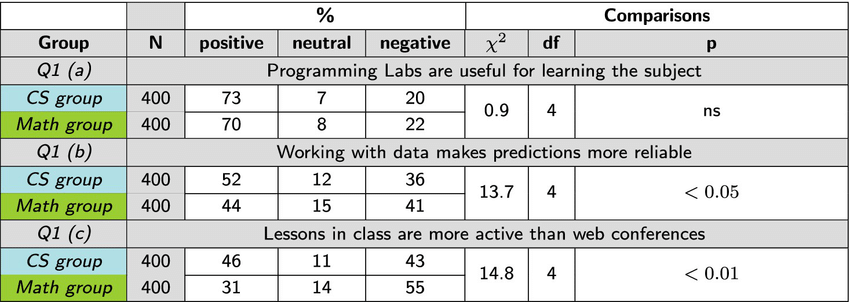 % Comparisons
Group N positive neutral negative χ² df p
Q1 (a) Programming Labs are useful for learning the subject
CS group 400 73 7 20 0.9 4 ns
Math group 400 70 8 22
Q1 (b) Working with data makes predictions more reliable
CS group 400 52 12 36 13.7 4 < 0.05
Math group 400 44 15 41
Q1 (c) Lessons in class are more active than web conferences
CS group 400 46 11 43 14.8 4 < 0.01
Math group 400 31 14 55